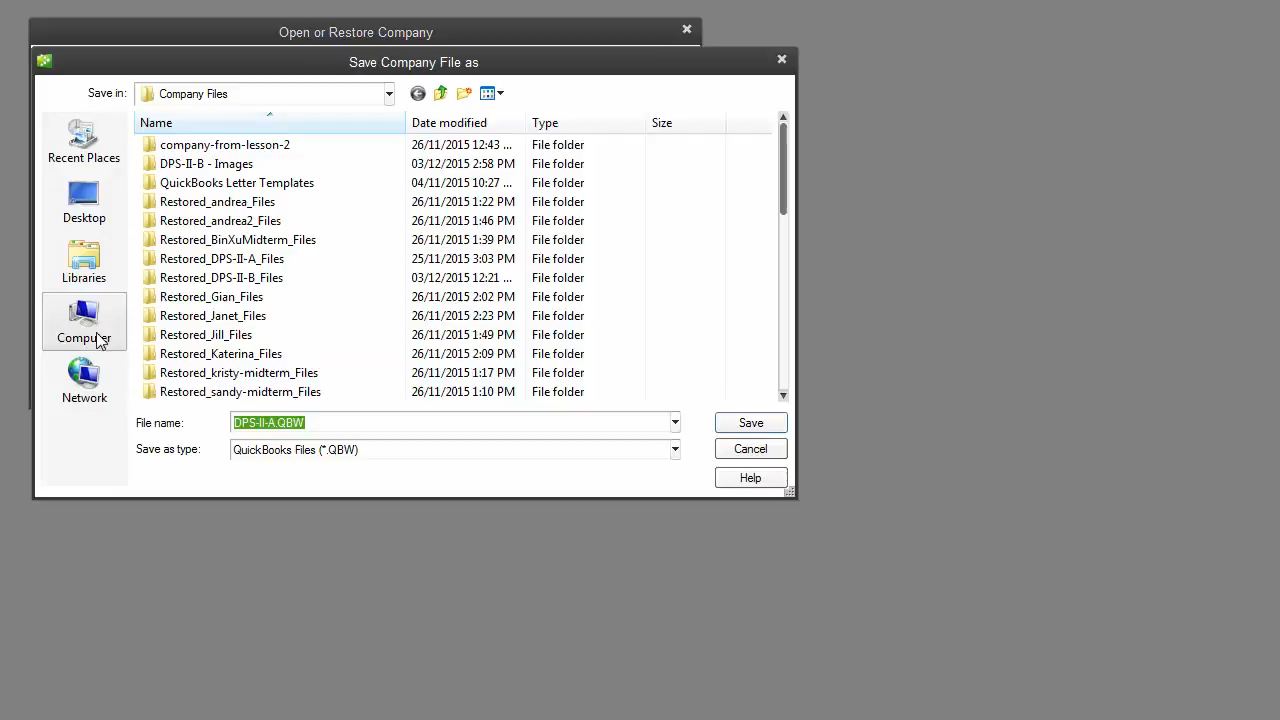 Open or Restore Company
Save Company File as
Save in: Company Files
Name Date modified Type Size
company-from-lesson-2 26/11/2015 12:43 ... File folder
DPS-II-B - Images 03/12/2015 2:58 PM File folder
QuickBooks Letter Templates 04/11/2015 10:27 ... File folder
Restored_andrea_Files 26/11/2015 1:22 PM File folder
Restored_andrea2_Files 26/11/2015 1:46 PM File folder
Restored_BinXuMidterm_Files 26/11/2015 1:39 PM File folder
Restored_DPS-II-A_Files 25/11/2015 3:03 PM File folder
Restored_DPS-II-B_Files 03/12/2015 12:21 ... File folder
Restored_Gian_Files 26/11/2015 2:02 PM File folder
Restored_Janet_Files 26/11/2015 2:23 PM File folder
Restored_Jill_Files 26/11/2015 1:49 PM File folder
Restored_Katerina_Files 26/11/2015 2:09 PM File folder
Restored_kristy-midterm_Files 26/11/2015 1:17 PM File folder
Restored_sandy-midterm_Files 26/11/2015 1:10 PM File folder
Recent Places
Desktop
Libraries
Computer
Network
File name: DPS-II-A.QBW Save
Save as type: QuickBooks Files (*.QBW) Cancel
Help